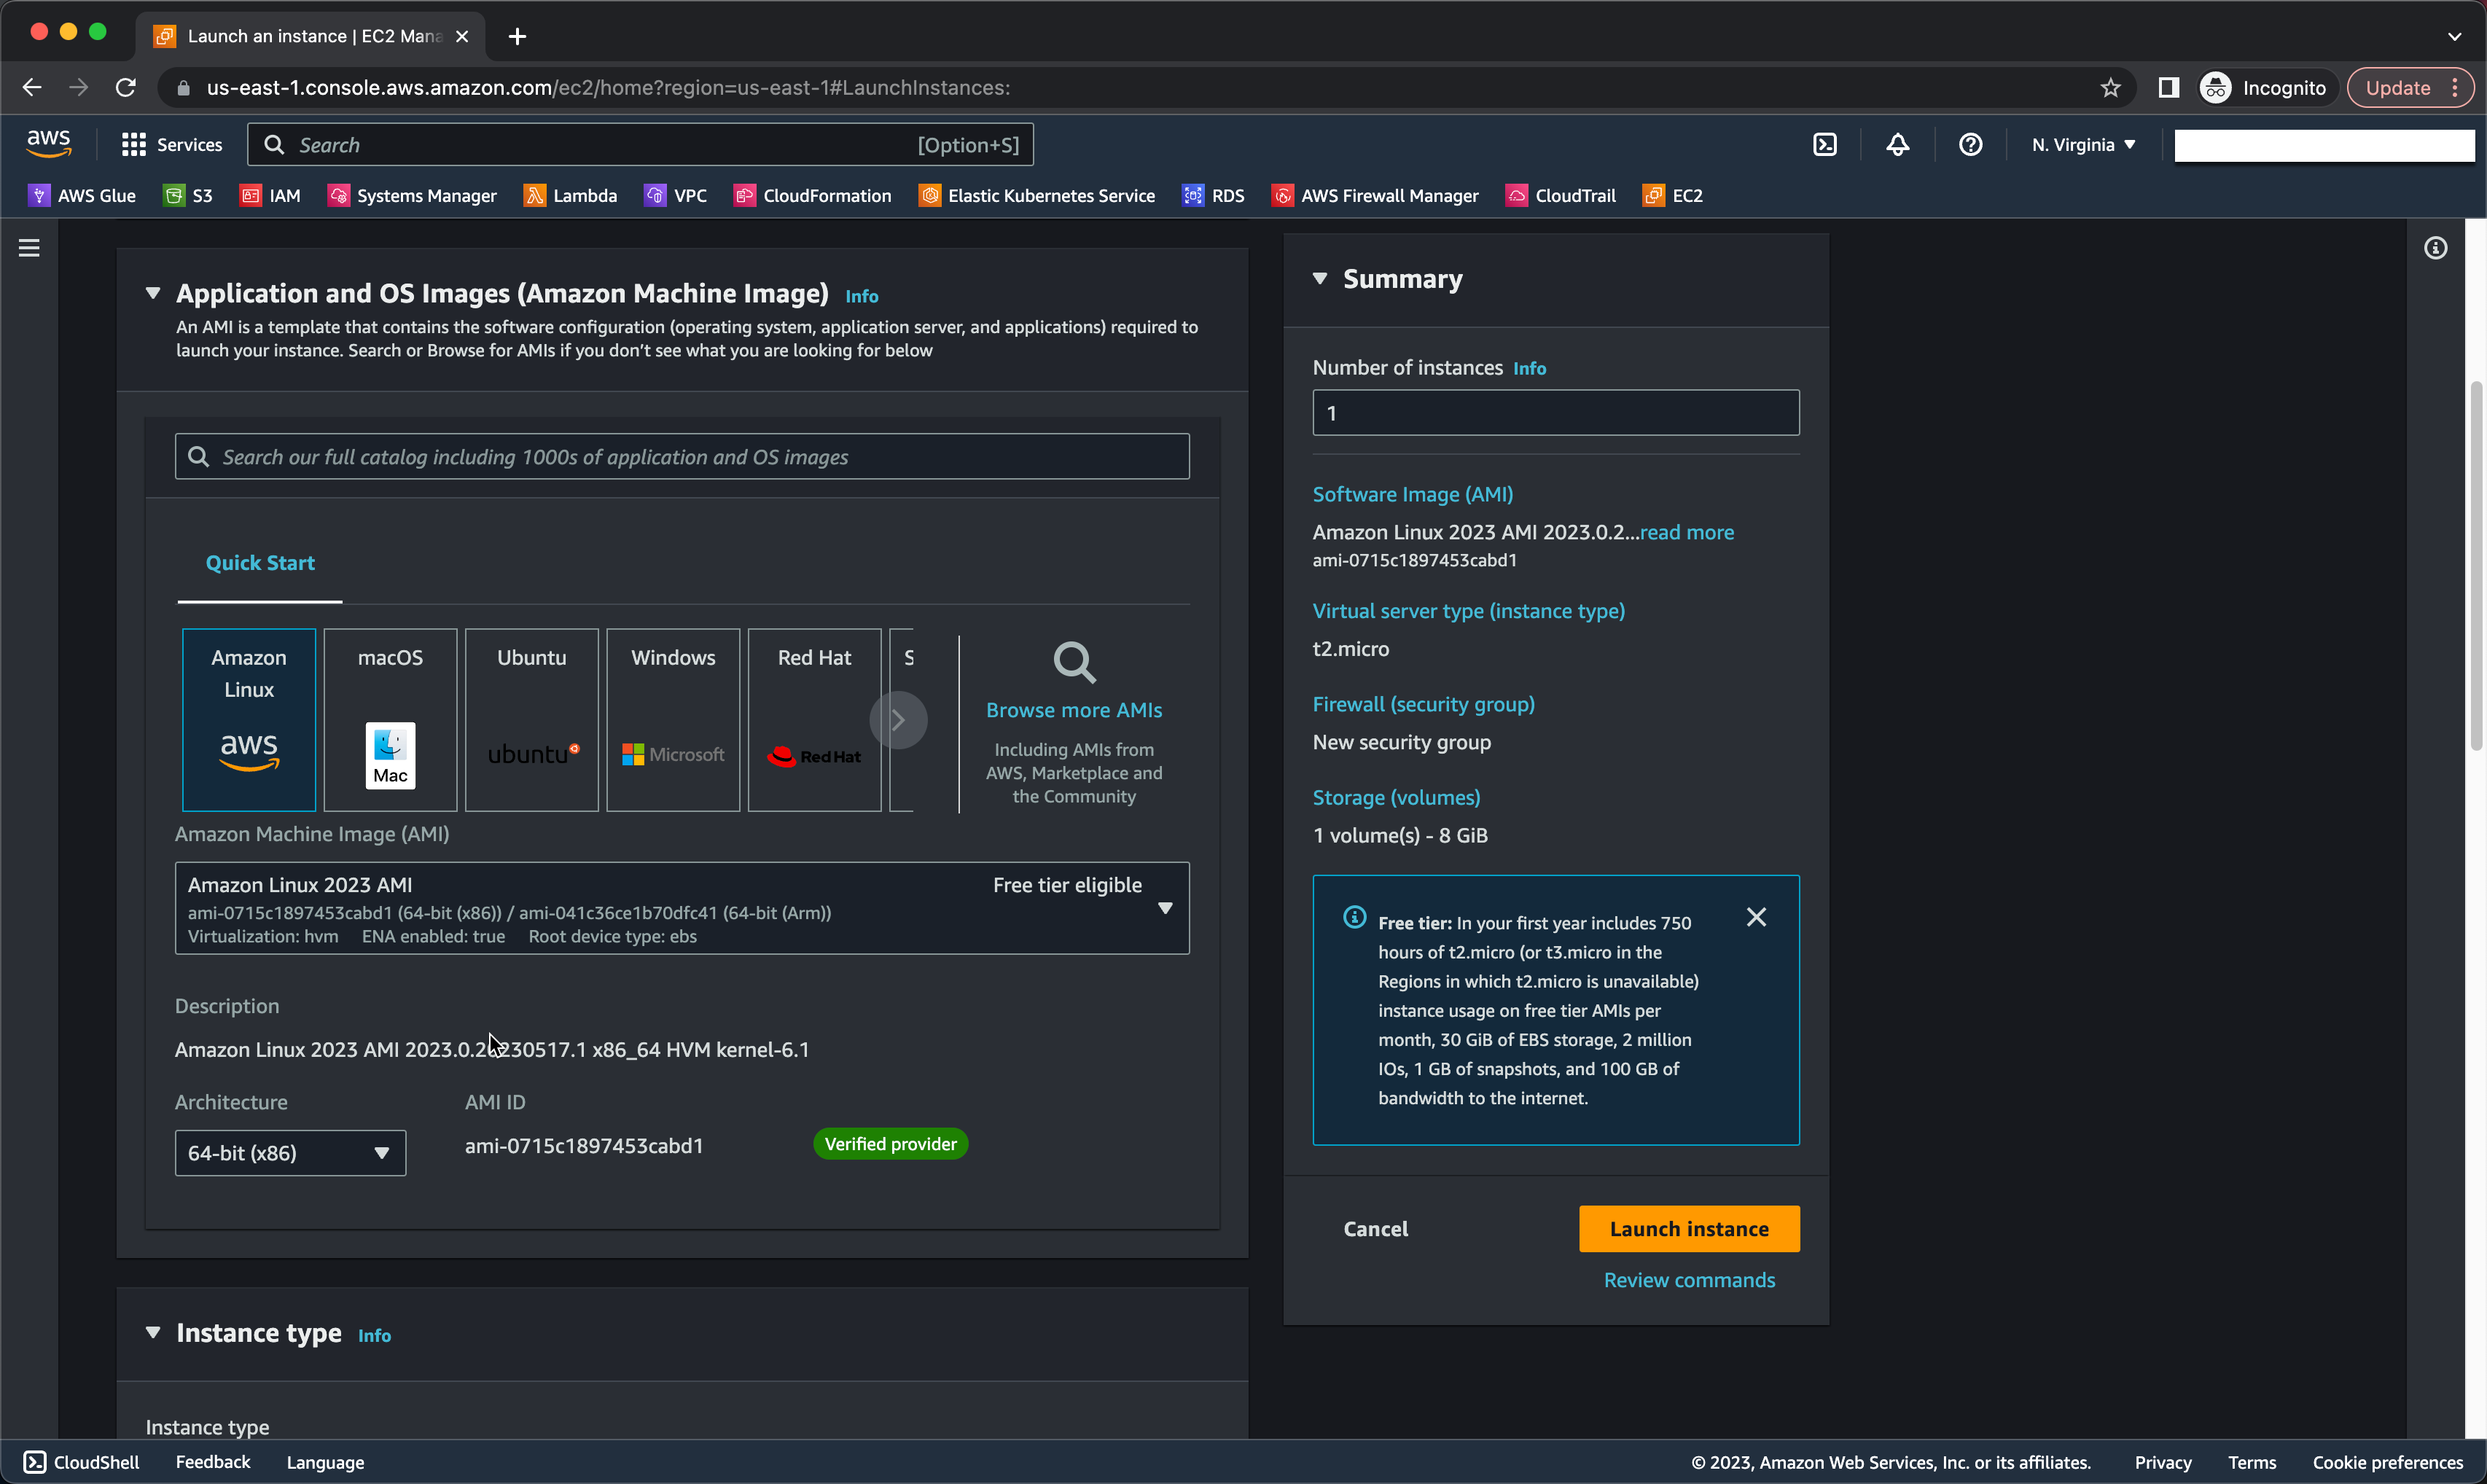 Launch an instance | EC2 Mana
us-east-1.console.aws.amazon.com/ec2/home?region=us-east-1#LaunchInstances:
Incognito
Update
aws
Services
Search
[Option+S]
N. Virginia
AWS Glue
S3
IAM
Systems Manager
Lambda
VPC
CloudFormation
Elastic Kubernetes Service
RDS
AWS Firewall Manager
CloudTrail
EC2
Application and OS Images (Amazon Machine Image) Info
An AMI is a template that contains the software configuration (operating system, application server, and applications) required to
launch your instance. Search or Browse for AMIs if you don’t see what you are looking for below
Search our full catalog including 1000s of application and OS images
Quick Start
Amazon
Linux
aws
macOS
Mac
Ubuntu
ubuntu
Windows
Microsoft
Red Hat
Red Hat
S
Browse more AMIs
Including AMIs from
AWS, Marketplace and
the Community
Amazon Machine Image (AMI)
Amazon Linux 2023 AMI
Free tier eligible
ami-0715c1897453cabd1 (64-bit (x86)) / ami-041c36ce1b70dfc41 (64-bit (Arm))
Virtualization: hvm ENA enabled: true Root device type: ebs
Description
Amazon Linux 2023 AMI 2023.0.20230517.1 x86_64 HVM kernel-6.1
Architecture
AMI ID
64-bit (x86)
ami-0715c1897453cabd1
Verified provider
Instance type Info
Instance type
Summary
Number of instances Info
1
Software Image (AMI)
Amazon Linux 2023 AMI 2023.0.2...read more
ami-0715c1897453cabd1
Virtual server type (instance type)
t2.micro
Firewall (security group)
New security group
Storage (volumes)
1 volume(s) - 8 GiB
Free tier: In your first year includes 750
hours of t2.micro (or t3.micro in the
Regions in which t2.micro is unavailable)
instance usage on free tier AMIs per
month, 30 GiB of EBS storage, 2 million
IOs, 1 GB of snapshots, and 100 GB of
bandwidth to the internet.
Cancel
Launch instance
Review commands
CloudShell
Feedback
Language
© 2023, Amazon Web Services, Inc. or its affiliates.
Privacy
Terms
Cookie preferences